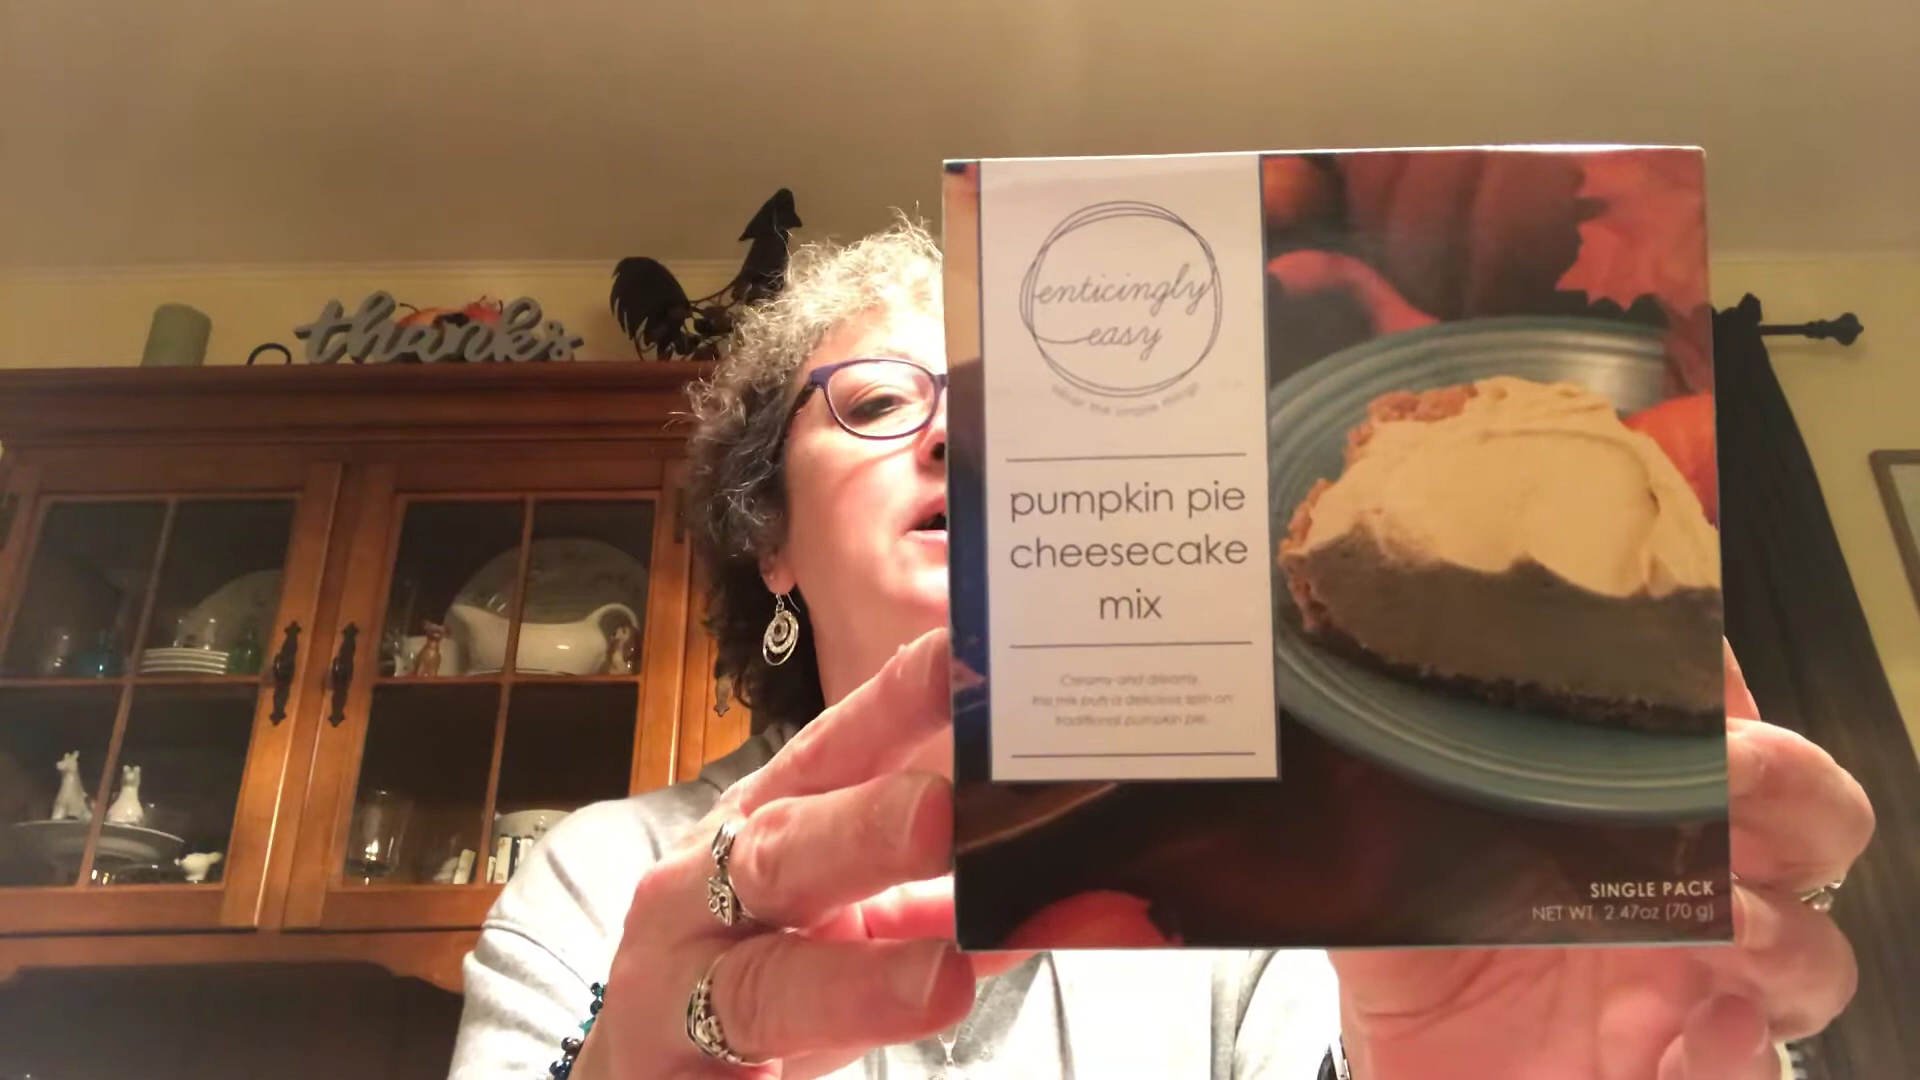 thanks
enticingly
easy
savor the simple things
pumpkin pie
cheesecake
mix
Creamy and dreamy,
this mix puts a delicious spin on
traditional pumpkin pie.
SINGLE PACK
NET WT. 2.47oz (70 g)